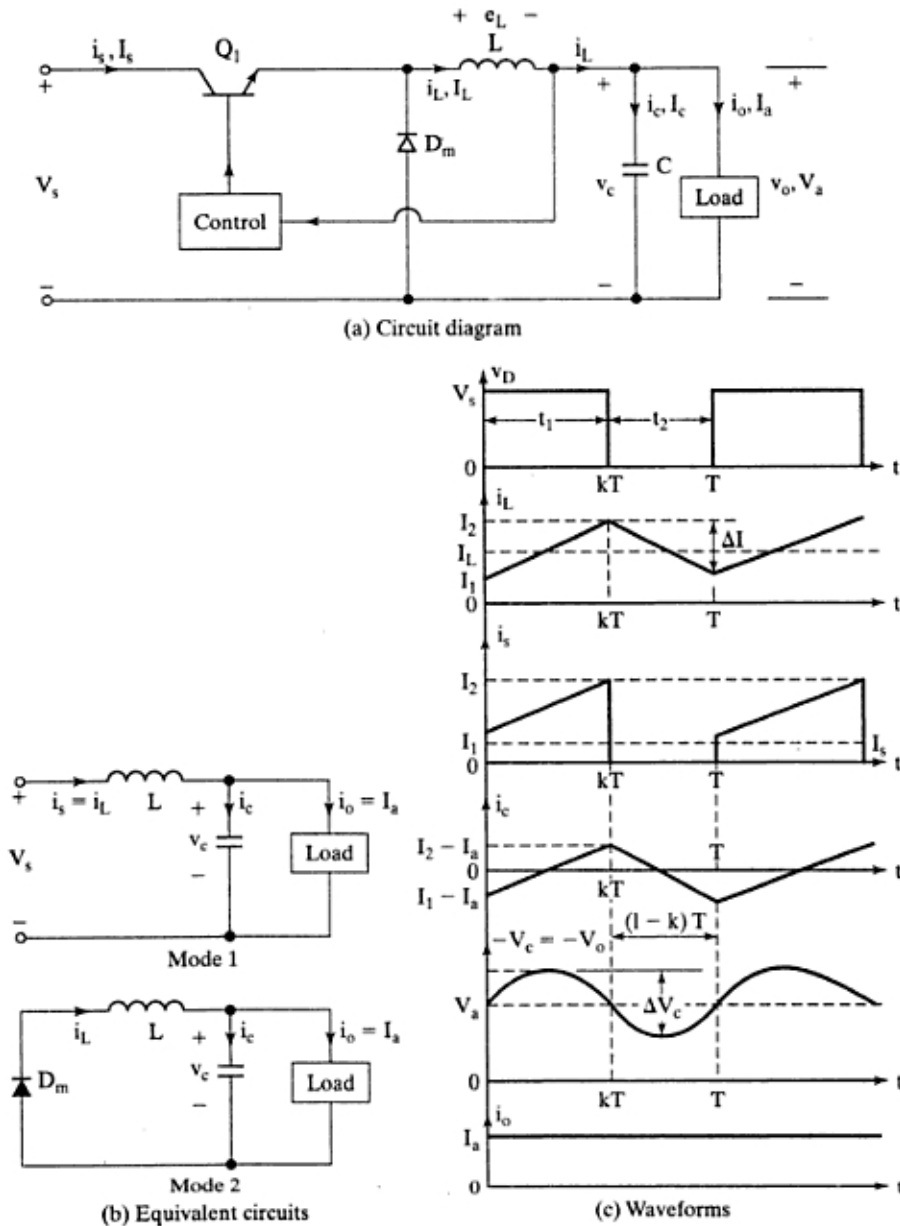 + e_L −
i_s, I_s Q_1 L i_L
+ i_L, I_L + i_c, I_c i_o, I_a +
D_m
V_s v_c C Load v_o, V_a
Control
− − −
(a) Circuit diagram
v_D
V_s
t_1 t_2
0 kT T t
i_L
I_2
ΔI
I_L
I_1
0 kT T t
i_s
I_2
I_1 I_s
0 kT T t
i_c
I_2 − I_a T
0 kT t
I_1 − I_a
(1 − k) T
−V_c = −V_o
V_a ΔV_c
0 kT T t
i_o
I_a
0 t
(c) Waveforms
+ i_s = i_L L + i_c i_o = I_a
V_s v_c Load
− −
Mode 1
i_L L + i_c i_o = I_a
D_m v_c Load
−
Mode 2
(b) Equivalent circuits